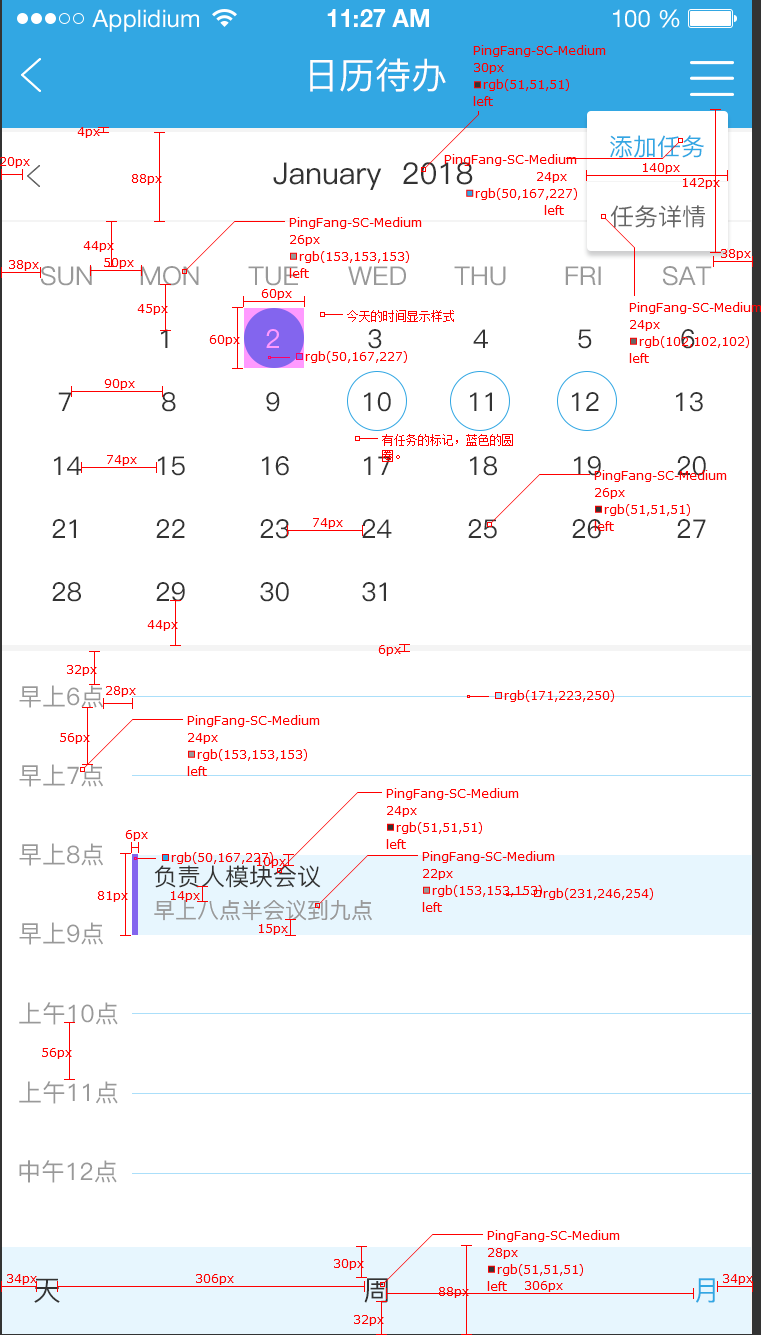 Applidium 11:27 AM 100 %
日历待办
PingFang-SC-Medium
30px
rgb(51,51,51)
left
4px
20px
88px
January 2018
PingFang-SC-Medium
24px
rgb(50,167,227)
left
添加任务
140px
142px
任务详情
44px
38px
50px
PingFang-SC-Medium
26px
rgb(153,153,153)
left
38px
SUN MON TUE WED THU FRI SAT
60px
45px
60px
今天的时间显示样式
PingFang-SC-Medium
24px
rgb(102,102,102)
left
1 2 3 4 5 6
rgb(50,167,227)
90px
7 8 9 10 11 12 13
有任务的标记，蓝色的圆
圈。
74px
14 15 16 17 18 19 20
PingFang-SC-Medium
26px
rgb(51,51,51)
left
74px
21 22 23 24 25 26 27
28 29 30 31
44px
6px
32px
28px
早上6点
rgb(171,223,250)
56px
PingFang-SC-Medium
24px
rgb(153,153,153)
left
早上7点
PingFang-SC-Medium
24px
rgb(51,51,51)
left
6px
早上8点
rgb(50,167,227)
10px
PingFang-SC-Medium
22px
rgb(153,153,153)
left
rgb(231,246,254)
负责人模块会议
81px
14px
早上八点半会议到九点
15px
早上9点
上午10点
56px
上午11点
中午12点
PingFang-SC-Medium
28px
rgb(51,51,51)
left
30px
34px
306px
88px
306px
34px
天 周 月
32px